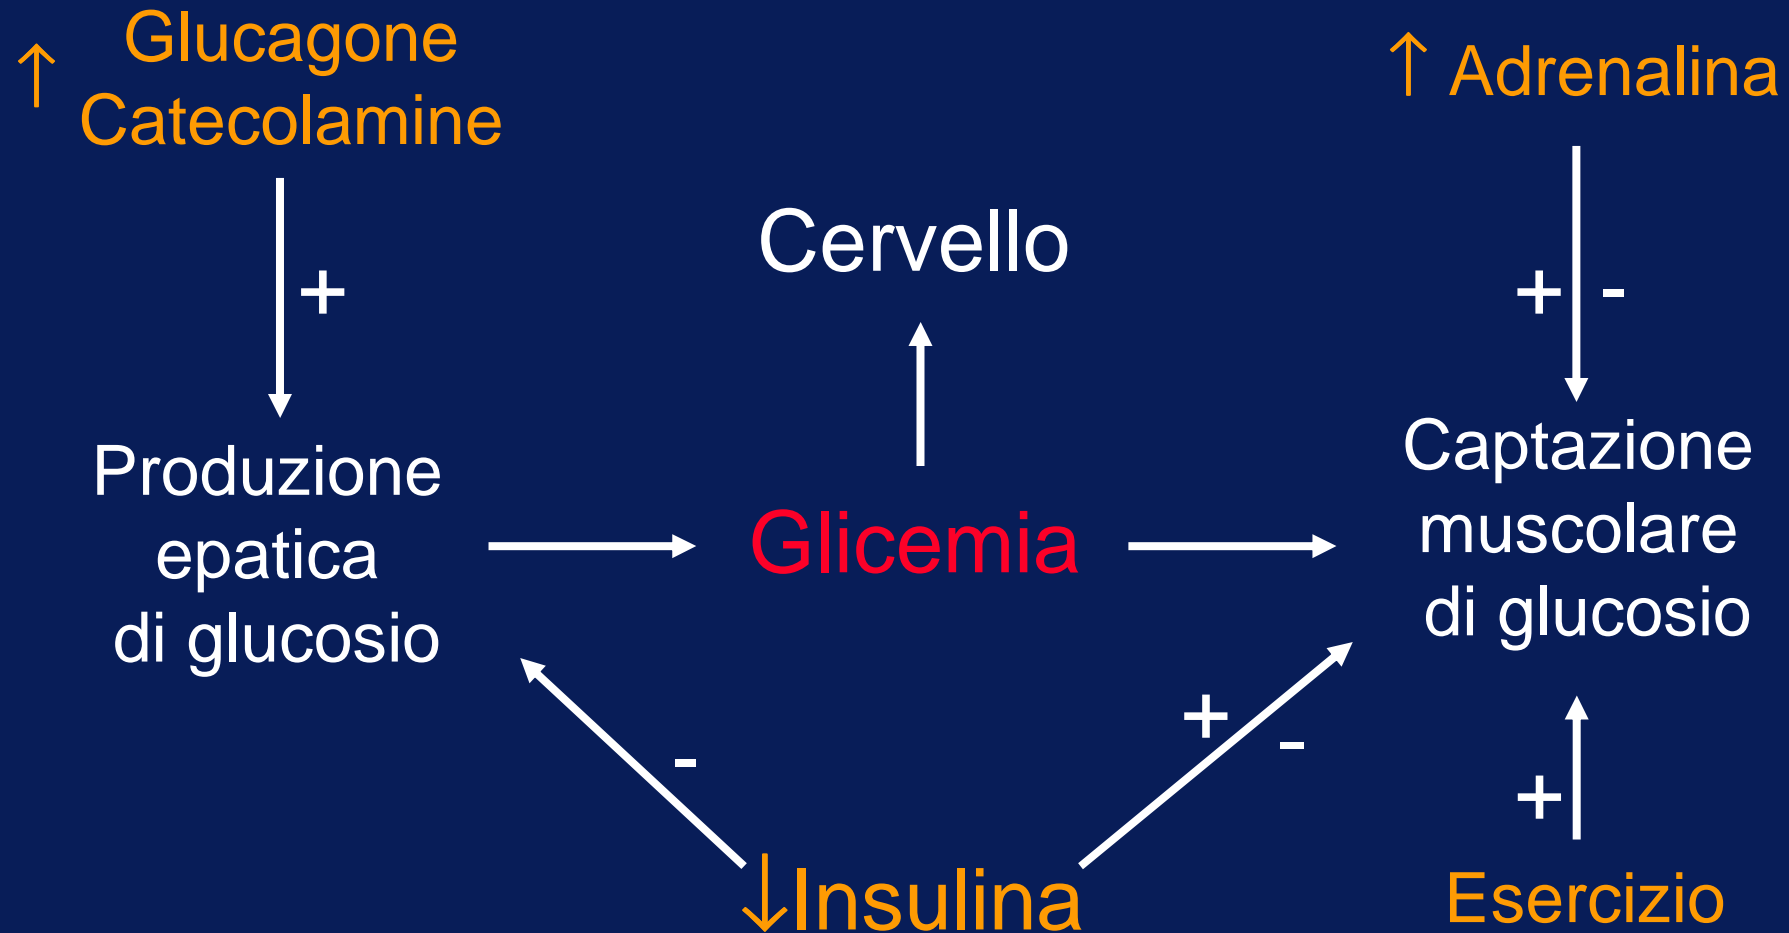 ↑ Glucagone
Catecolamine
↑ Adrenalina
Cervello
+
+ -
Produzione
epatica
di glucosio
Glicemia
Captazione
muscolare
di glucosio
-
+ -
+
↓Insulina
Esercizio